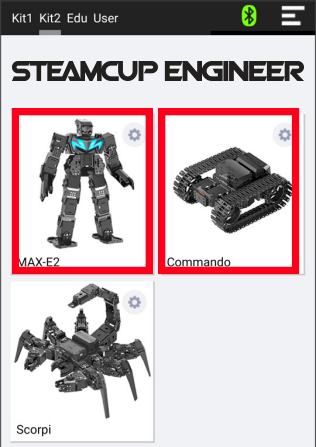 Kit1 Kit2 Edu User
STEAMCUP ENGINEER
MAX-E2
Commando
Scorpi